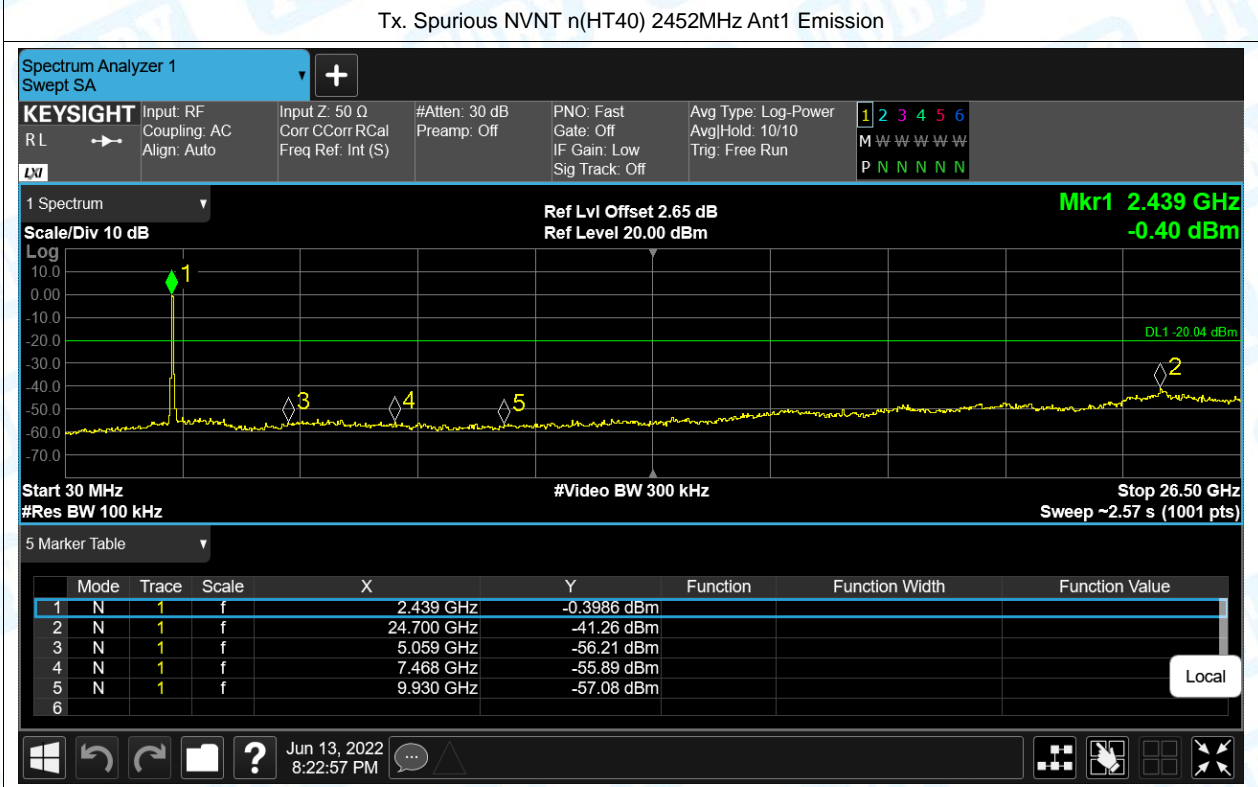 Tx. Spurious NVNT n(HT40) 2452MHz Ant1 Emission
Spectrum Analyzer 1
Swept SA
+
KEYSIGHT Input: RF Input Z: 50 Ω #Atten: 30 dB PNO: Fast Avg Type: Log-Power 1 2 3 4 5 6
R L Coupling: AC Corr CCorr RCal Preamp: Off Gate: Off Avg|Hold: 10/10 M W W W W W
Align: Auto Freq Ref: Int (S) IF Gain: Low Trig: Free Run
LXI Sig Track: Off P N N N N N N
1 Spectrum Ref Lvl Offset 2.65 dB Mkr1 2.439 GHz
Scale/Div 10 dB Ref Level 20.00 dBm -0.40 dBm
Log
10.0 1
0.00
-10.0
-20.0 DL1 -20.04 dBm
-30.0
-40.0 2
-50.0 3 4 5
-60.0
-70.0
Start 30 MHz #Video BW 300 kHz Stop 26.50 GHz
#Res BW 100 kHz Sweep ~2.57 s (1001 pts)
5 Marker Table
Mode Trace Scale X Y Function Function Width Function Value
1 N 1 f 2.439 GHz -0.3986 dBm
2 N 1 f 24.700 GHz -41.26 dBm
3 N 1 f 5.059 GHz -56.21 dBm
4 N 1 f 7.468 GHz -55.89 dBm
5 N 1 f 9.930 GHz -57.08 dBm
6
Local
? Jun 13, 2022
8:22:57 PM